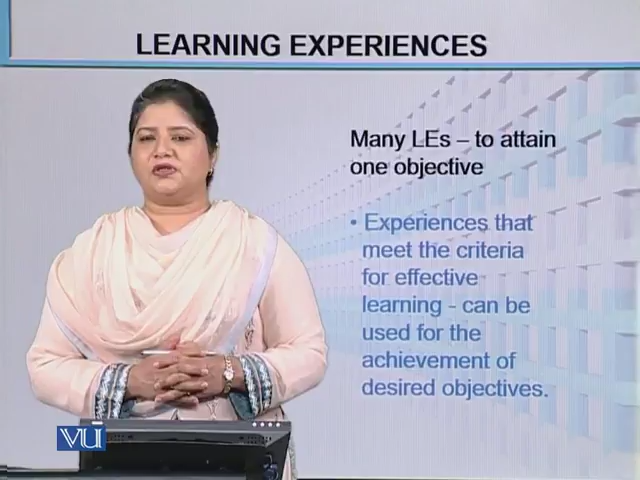 LEARNING EXPERIENCES
Many LEs – to attain
one objective
• Experiences that
meet the criteria
for effective
learning - can be
used for the
achievement of
desired objectives.
VU